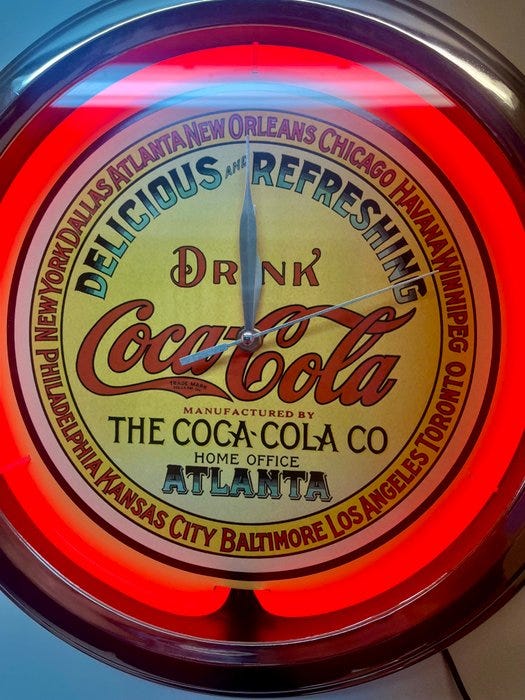 NEW YORK DALLAS ATLANTA NEW ORLEANS CHICAGO HAVANA WINNIPEG TORONTO LOS ANGELES BALTIMORE KANSAS CITY PHILADELPHIA
DELICIOUS AND REFRESHING
DRINK
Coca-Cola
TRADE MARK
MANUFACTURED BY
THE COCA-COLA CO
HOME OFFICE
ATLANTA